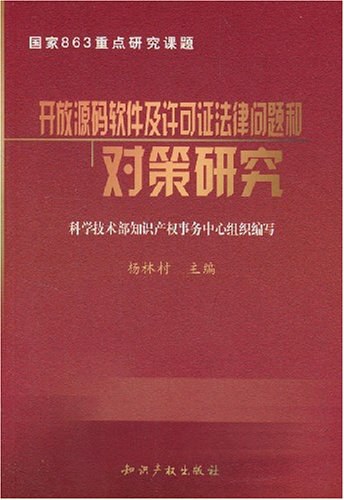 国家863重点研究课题
开放源码软件及许可证法律问题和
对策研究
科学技术部知识产权事务中心组织编写
杨林村 主编
知识产权出版社